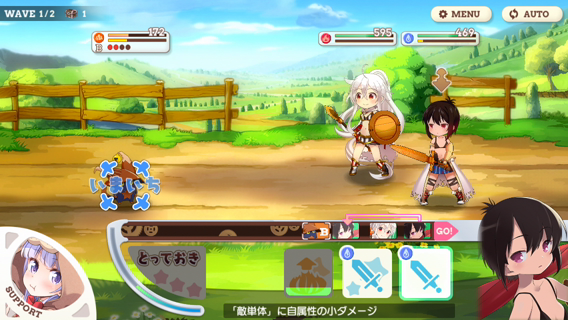 WAVE 1/2 1
MENU
AUTO
172
B
595
469
いまいち
B
GO!
とっておき
SUPPORT
「敵単体」に自属性の小ダメージ